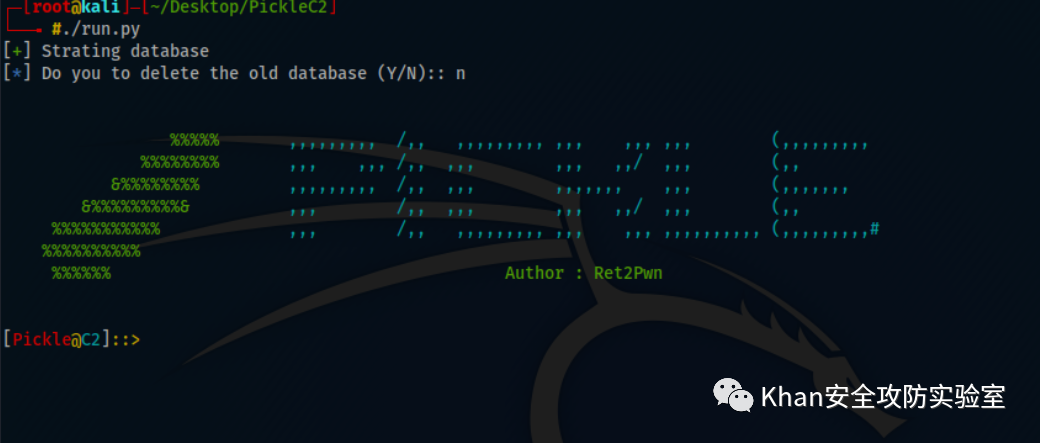 [root@kali]─[~/Desktop/PickleC2]
#./run.py
[+] Strating database
[*] Do you to delete the old database (Y/N):: n
PICKLE
Author : Ret2Pwn
[Pickle@C2]::>
Khan安全攻防实验室